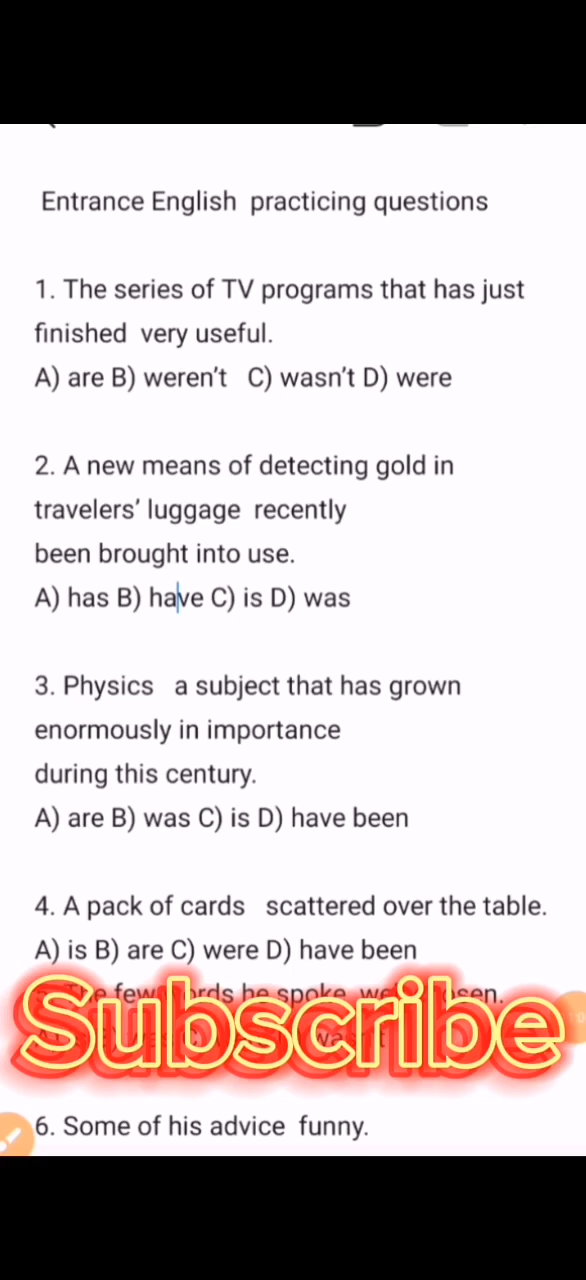 Entrance English practicing questions
1. The series of TV programs that has just
finished very useful.
A) are B) weren't C) wasn't D) were
2. A new means of detecting gold in
travelers' luggage recently
been brought into use.
A) has B) have C) is D) was
3. Physics a subject that has grown
enormously in importance
during this century.
A) are B) was C) is D) have been
4. A pack of cards scattered over the table.
A) is B) are C) were D) have been
few he spoke
Subscribe
6. Some of his advice funny.